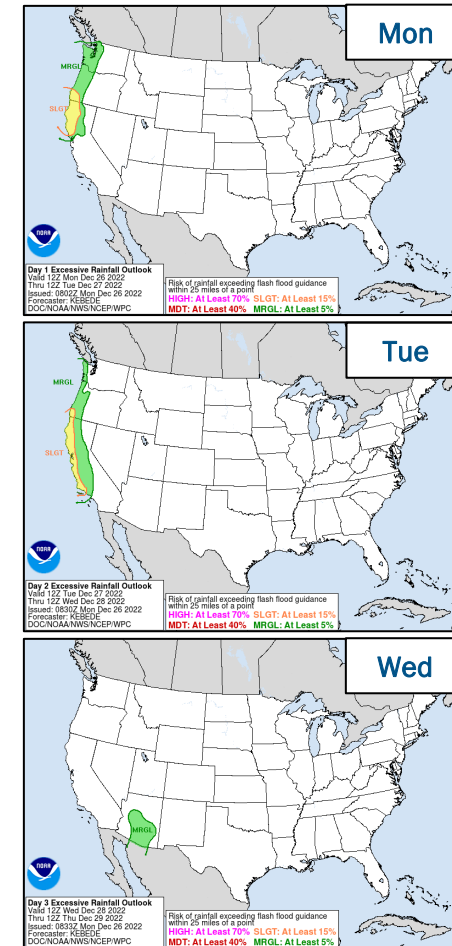 Mon
MRGL
SLGT
NOAA
Day 1 Excessive Rainfall Outlook
Valid 12Z Mon Dec 26 2022
Thru 12Z Tue Dec 27 2022
Issued: 0802Z Mon Dec 26 2022
Forecaster: KEBEDE
DOC/NOAA/NWS/NCEP/WPC
Risk of rainfall exceeding flash flood guidance
within 25 miles of a point
HIGH: At Least 70% SLGT: At Least 15%
MDT: At Least 40% MRGL: At Least 5%
Tue
MRGL
SLGT
NOAA
Day 2 Excessive Rainfall Outlook
Valid 12Z Tue Dec 27 2022
Thru 12Z Wed Dec 28 2022
Issued: 0830Z Mon Dec 26 2022
Forecaster: KEBEDE
DOC/NOAA/NWS/NCEP/WPC
Risk of rainfall exceeding flash flood guidance
within 25 miles of a point
HIGH: At Least 70% SLGT: At Least 15%
MDT: At Least 40% MRGL: At Least 5%
Wed
MRGL
NOAA
Day 3 Excessive Rainfall Outlook
Valid 12Z Wed Dec 28 2022
Thru 12Z Thu Dec 29 2022
Issued: 0833Z Mon Dec 26 2022
Forecaster: KEBEDE
DOC/NOAA/NWS/NCEP/WPC
Risk of rainfall exceeding flash flood guidance
within 25 miles of a point
HIGH: At Least 70% SLGT: At Least 15%
MDT: At Least 40% MRGL: At Least 5%